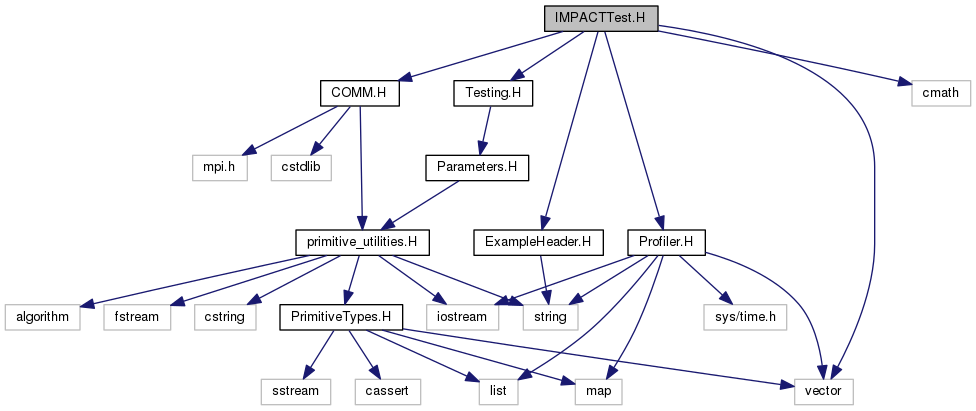 IMPACTTest.H
COMM.H
Testing.H
cmath
mpi.h
cstdlib
Parameters.H
primitive_utilities.H
ExampleHeader.H
Profiler.H
algorithm
fstream
cstring
PrimitiveTypes.H
iostream
string
sys/time.h
sstream
cassert
list
map
vector